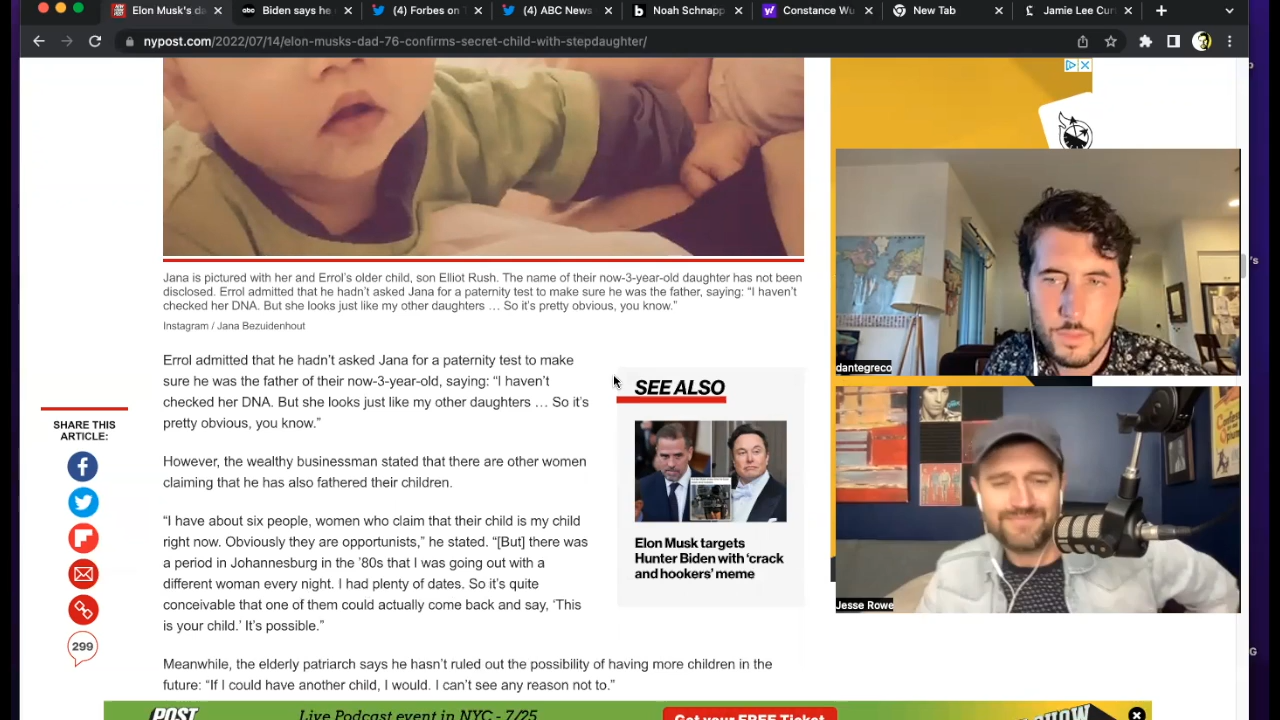 Elon Musk's da
Biden says he
(4) Forbes on T
(4) ABC News
Noah Schnapp
Constance Wu
New Tab
Jamie Lee Cur
nypost.com/2022/07/14/elon-musks-dad-76-confirms-secret-child-with-stepdaughter/
Jana is pictured with her and Errol's older child, son Elliot Rush. The name of their now-3-year-old daughter has not been
disclosed. Errol admitted that he hasn't asked Jana for a paternity test to make sure he was the father, saying: “I haven't
checked her DNA. But she looks just like my other daughters … So it's pretty obvious, you know.”
Instagram / Jana Bezuidenhout
Errol admitted that he hadn't asked Jana for a paternity test to make
sure he was the father of their now-3-year-old, saying: “I haven't
checked her DNA. But she looks just like my other daughters … So it's
pretty obvious, you know.”
However, the wealthy businessman stated that there are other women
claiming that he has also fathered their children.
“I have about six people, women who claim that their child is my child
right now. Obviously they are opportunists,” he stated. “[But] there was
a period in Johannesburg in the '80s that I was going out with a
different woman every night. I had plenty of dates. So it's quite
conceivable that one of them could actually come back and say, 'This
is your child.' It's possible.”
Meanwhile, the elderly patriarch says he hasn't ruled out the possibility of having more children in the
future: “If I could have another child, I would. I can't see any reason not to.”
SHARE THIS
ARTICLE:
299
SEE ALSO
Elon Musk targets
Hunter Biden with 'crack
and hookers' meme
dantegreco
Jesse Rowe
POST
Live Podcast event in NYC - 7/25
Get your FREE Ticket
SHOW